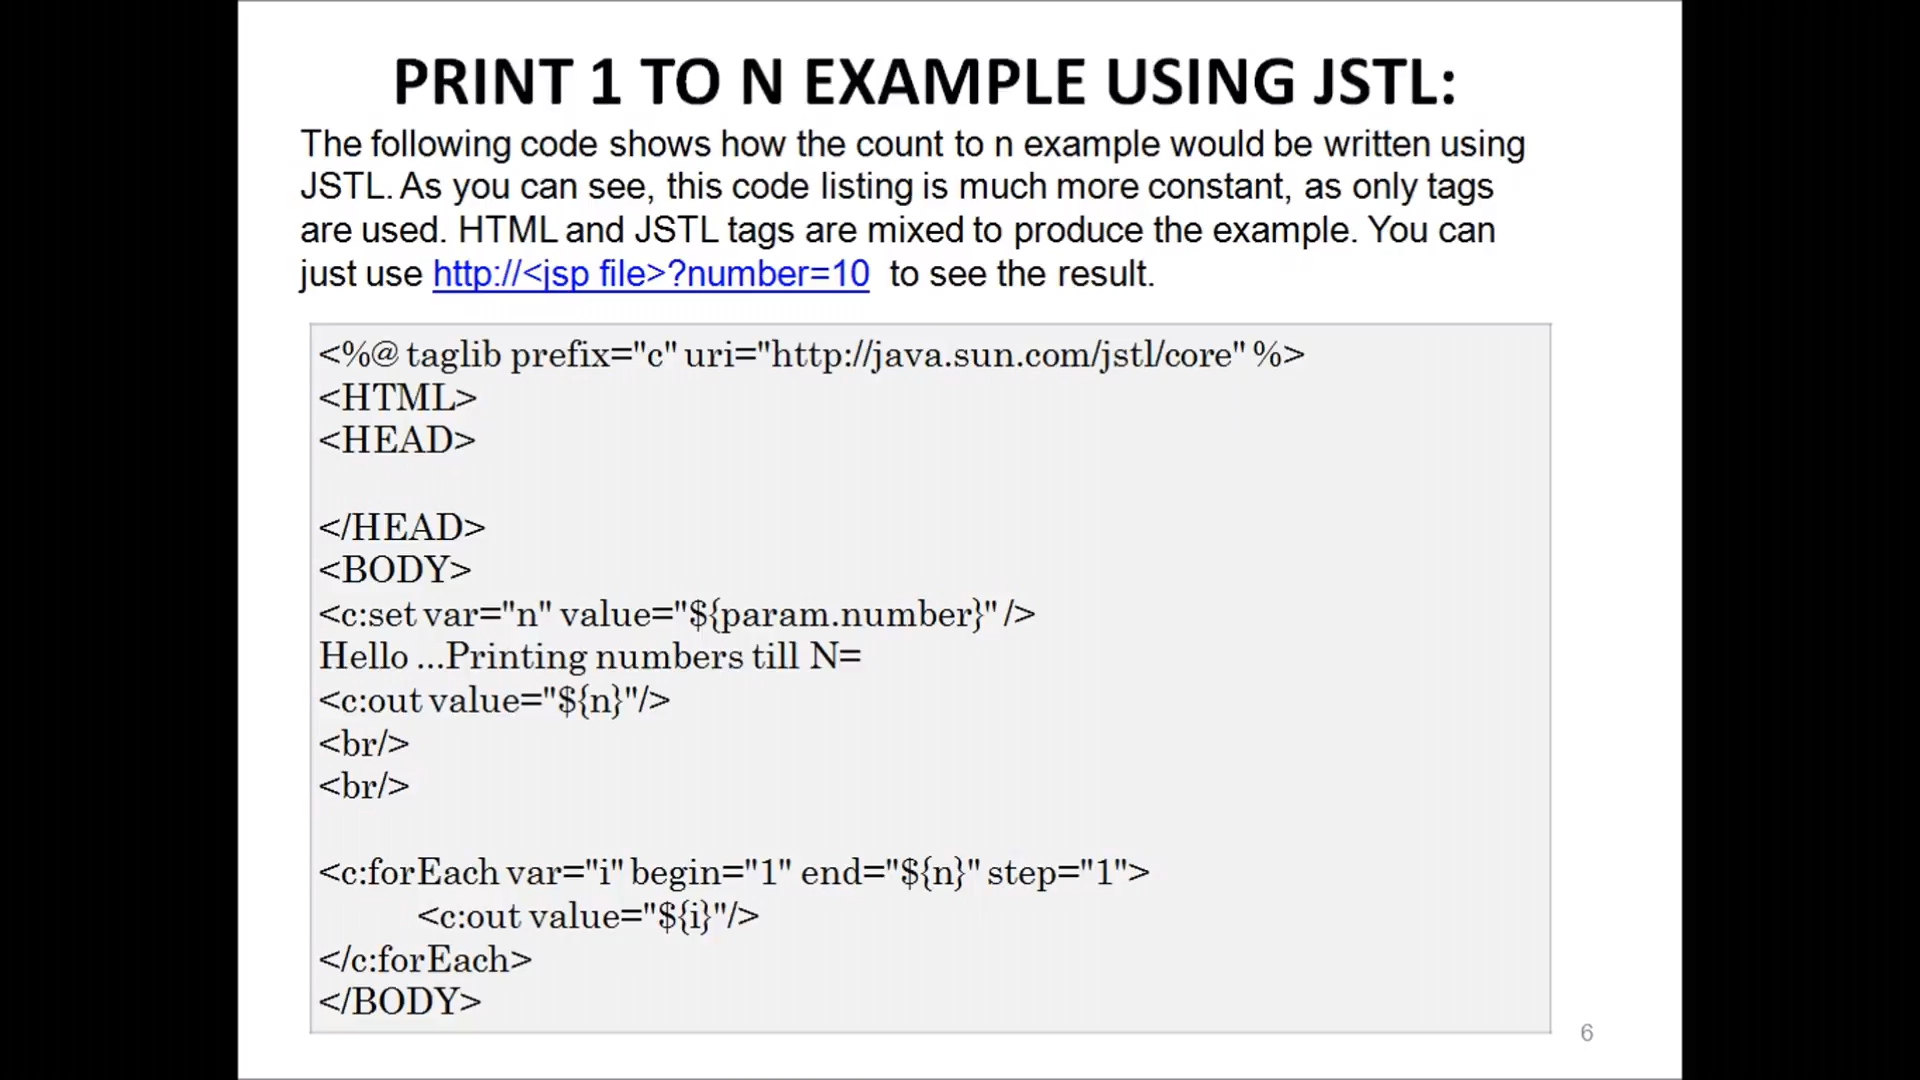 PRINT 1 TO N EXAMPLE USING JSTL:
The following code shows how the count to n example would be written using
JSTL. As you can see, this code listing is much more constant, as only tags
are used. HTML and JSTL tags are mixed to produce the example. You can
just use http://<jsp file>?number=10 to see the result.
<%@ taglib prefix="c" uri="http://java.sun.com/jstl/core" %>
<HTML>
<HEAD>
</HEAD>
<BODY>
<c:set var="n" value="${param.number}" />
Hello ...Printing numbers till N=
<c:out value="${n}"/>
<br/>
<br/>
<c:forEach var="i" begin="1" end="${n}" step="1">
<c:out value="${i}"/>
</c:forEach>
</BODY>
6